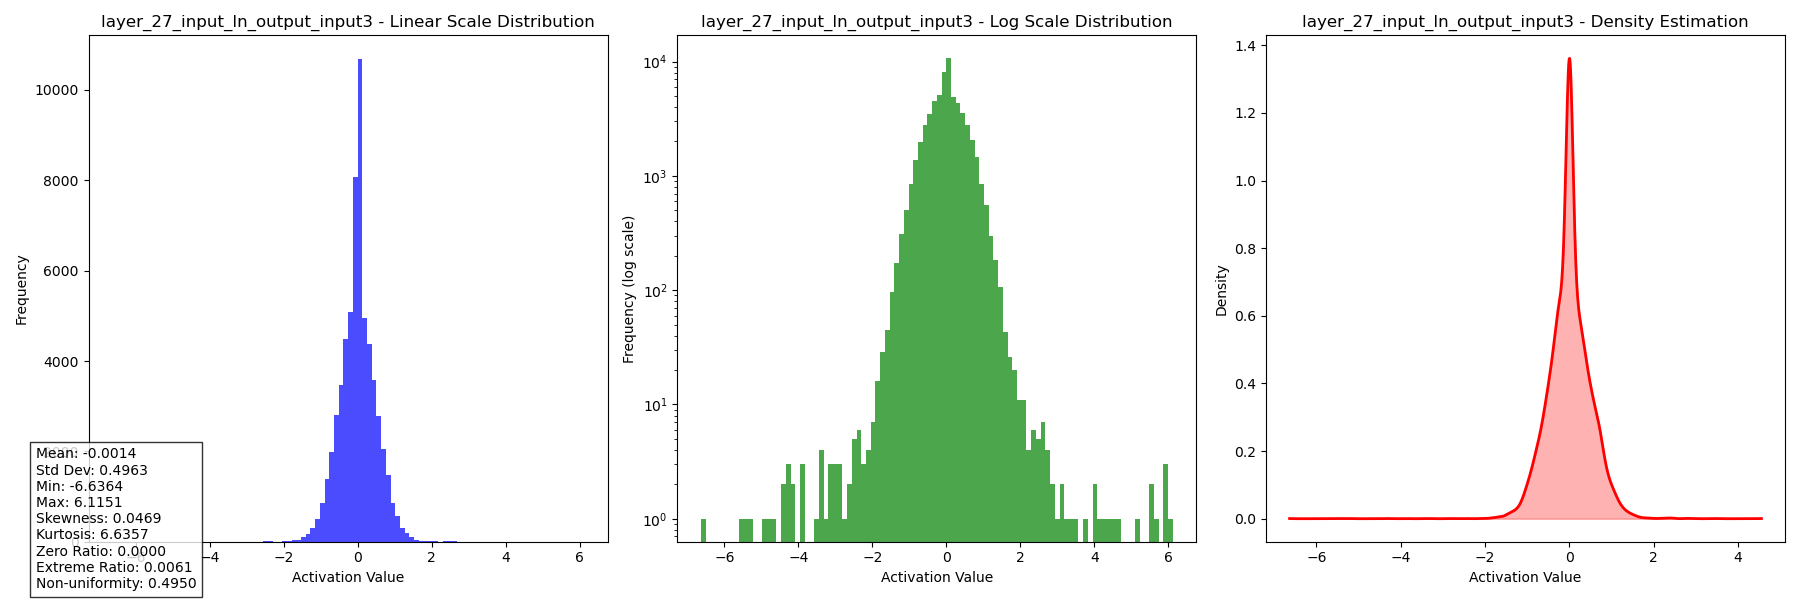 layer_27_input_ln_output_input3 - Linear Scale Distribution
10000
8000
6000
4000
Frequency
−4
−2
0
2
4
6
Activation Value
Mean: -0.0014
Std Dev: 0.4963
Min: -6.6364
Max: 6.1151
Skewness: 0.0469
Kurtosis: 6.6357
Zero Ratio: 0.0000
Extreme Ratio: 0.0061
Non-uniformity: 0.4950
layer_27_input_ln_output_input3 - Log Scale Distribution
10⁴
10³
10²
10¹
10⁰
Frequency (log scale)
−6
−4
−2
0
2
4
6
Activation Value
layer_27_input_ln_output_input3 - Density Estimation
1.4
1.2
1.0
0.8
0.6
0.4
0.2
0.0
Density
−6
−4
−2
0
2
4
Activation Value